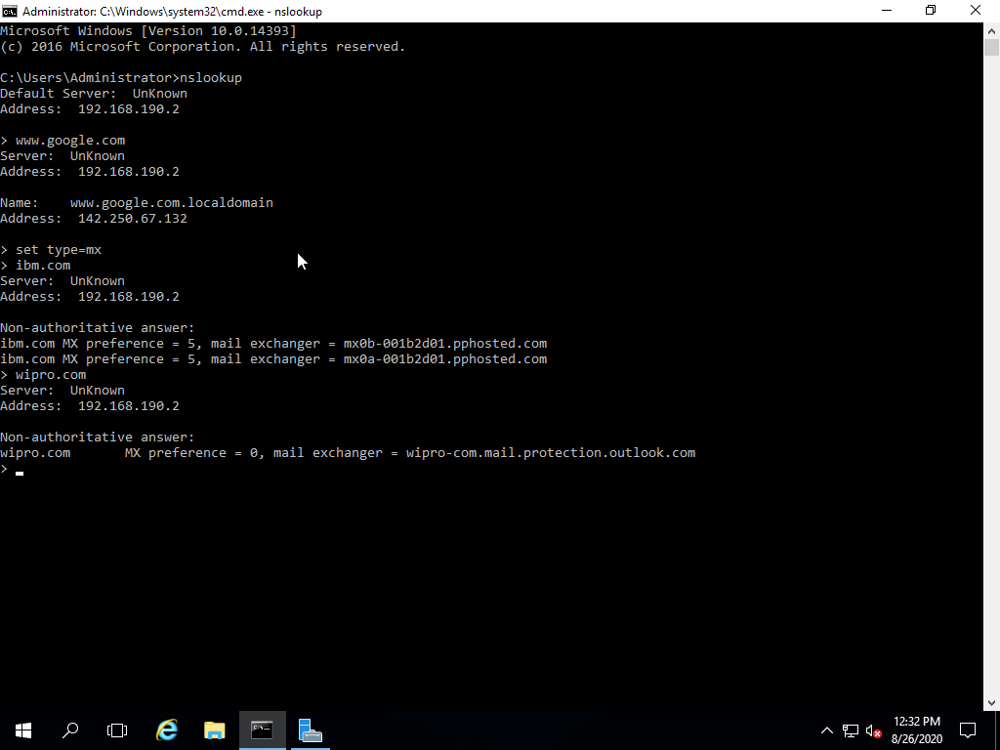 Administrator: C:\Windows\system32\cmd.exe - nslookup
Microsoft Windows [Version 10.0.14393]
(c) 2016 Microsoft Corporation. All rights reserved.
C:\Users\Administrator>nslookup
Default Server:  UnKnown
Address:  192.168.190.2
> www.google.com
Server:  UnKnown
Address:  192.168.190.2
Name:    www.google.com.localdomain
Address:  142.250.67.132
> set type=mx
> ibm.com
Server:  UnKnown
Address:  192.168.190.2
Non-authoritative answer:
ibm.com MX preference = 5, mail exchanger = mx0b-001b2d01.pphosted.com
ibm.com MX preference = 5, mail exchanger = mx0a-001b2d01.pphosted.com
> wipro.com
Server:  UnKnown
Address:  192.168.190.2
Non-authoritative answer:
wipro.com       MX preference = 0, mail exchanger = wipro-com.mail.protection.outlook.com
>
12:32 PM
8/26/2020